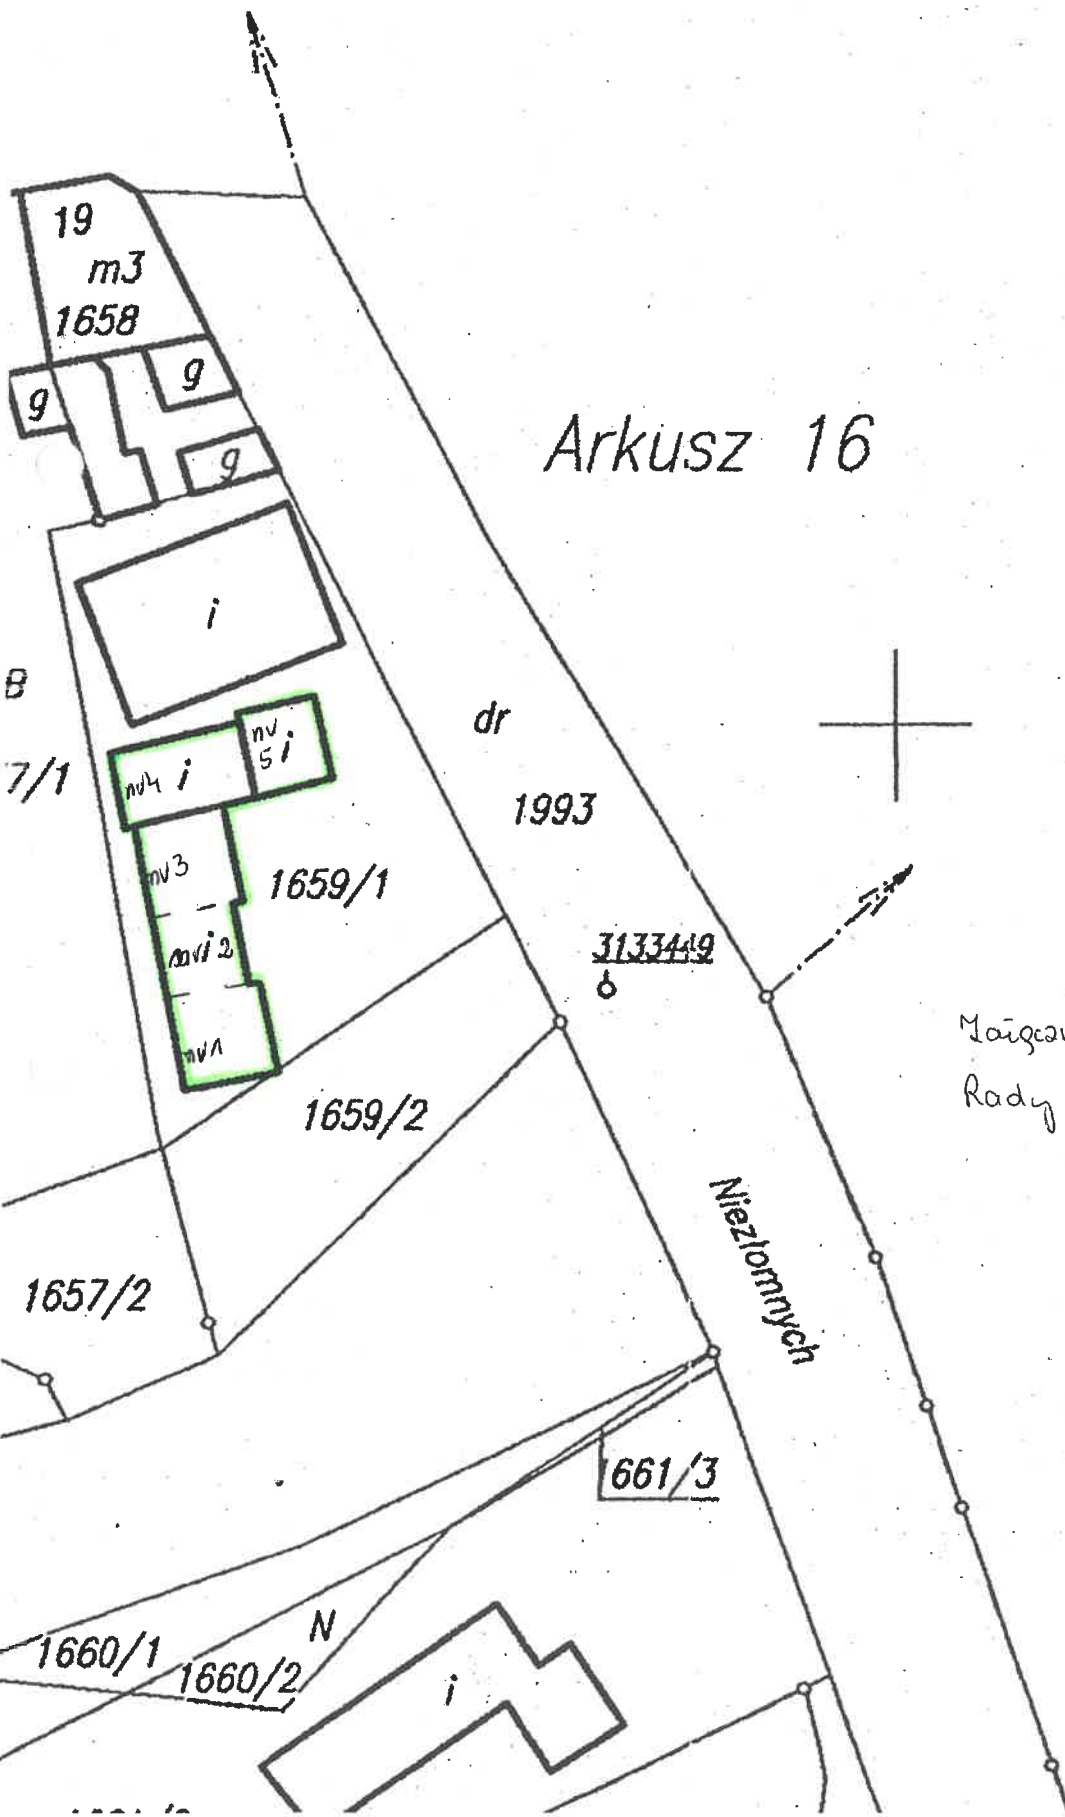 19
m3
1658
g
g
g
Arkusz 16
i
B
7/1
dr
nv
5 i
nv4 i
1993
nv3
1659/1
3133449
2
nv1
Rady
1659/2
Niezłomnych
1657/2
661/3
N
1660/1
1660/2
i